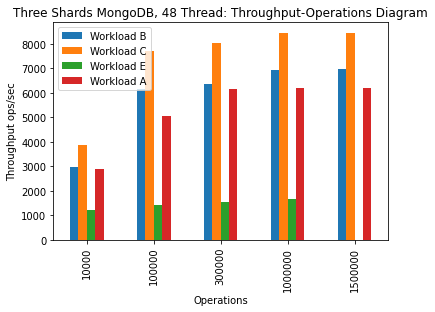 Three Shards MongoDB, 48 Thread: Throughput-Operations Diagram
Workload B
Workload C
Workload E
Workload A
Throughput ops/sec
8000
7000
6000
5000
4000
3000
2000
1000
0
10000
100000
300000
1000000
1500000
Operations